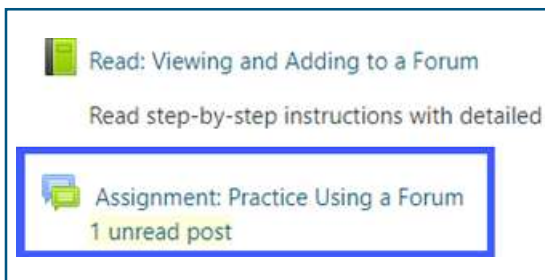 Read: Viewing and Adding to a Forum
Read step-by-step instructions with detailed
Assignment: Practice Using a Forum
1 unread post